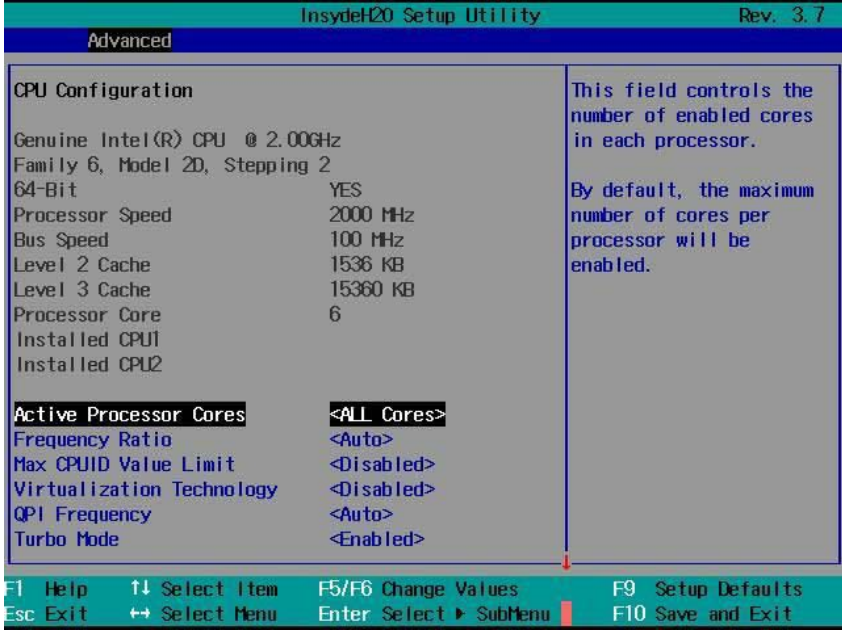 InsydeH20 Setup Utility Rev. 3.7
Advanced
CPU Configuration
Genuine Intel(R) CPU @ 2.00GHz
Family 6, Model 2D, Stepping 2
64-Bit YES
Processor Speed 2000 MHz
Bus Speed 100 MHz
Level 2 Cache 1536 KB
Level 3 Cache 15360 KB
Processor Core 6
Installed CPU1
Installed CPU2
Active Processor Cores <ALL Cores>
Frequency Ratio <Auto>
Max CPUID Value Limit <Disabled>
Virtualization Technology <Disabled>
QPI Frequency <Auto>
Turbo Mode <Enabled>
This field controls the
number of enabled cores
in each processor.
By default, the maximum
number of cores per
processor will be
enabled.
F1 Help ↑↓ Select Item F5/F6 Change Values F9 Setup Defaults
Esc Exit ↔ Select Menu Enter Select ▶ SubMenu F10 Save and Exit